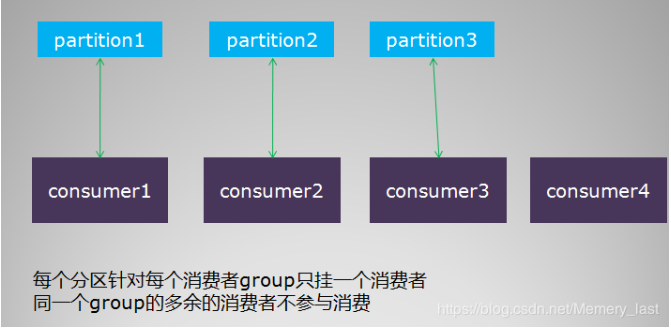 partition1
partition2
partition3
consumer1
consumer2
consumer3
consumer4
每个分区针对每个消费者group只挂一个消费者
同一个group的多余的消费者不参与消费
https://blog.csdn.net/Memory_last